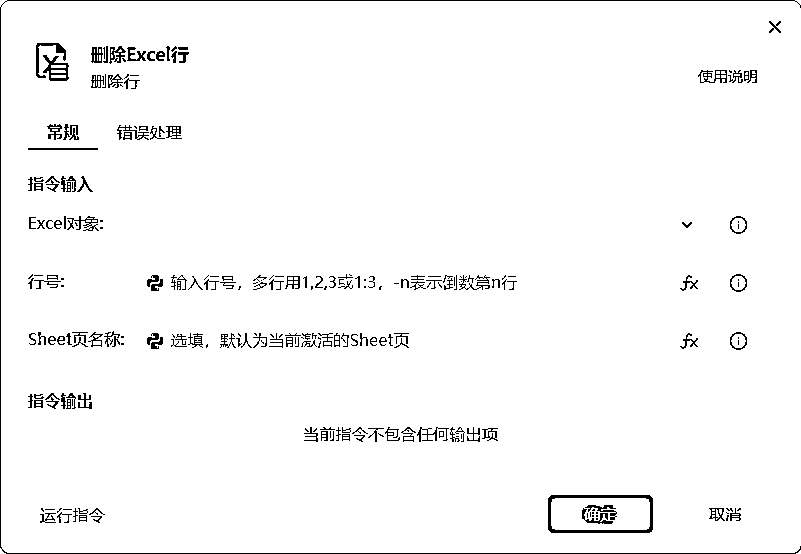 删除Excel行
删除行
使用说明
常规 错误处理
指令输入
Excel对象:
行号: 输入行号，多行用1,2,3或1:3，-n表示倒数第n行 fx
Sheet页名称: 选填，默认为当前激活的Sheet页 fx
指令输出
当前指令不包含任何输出项
运行指令 确定 取消